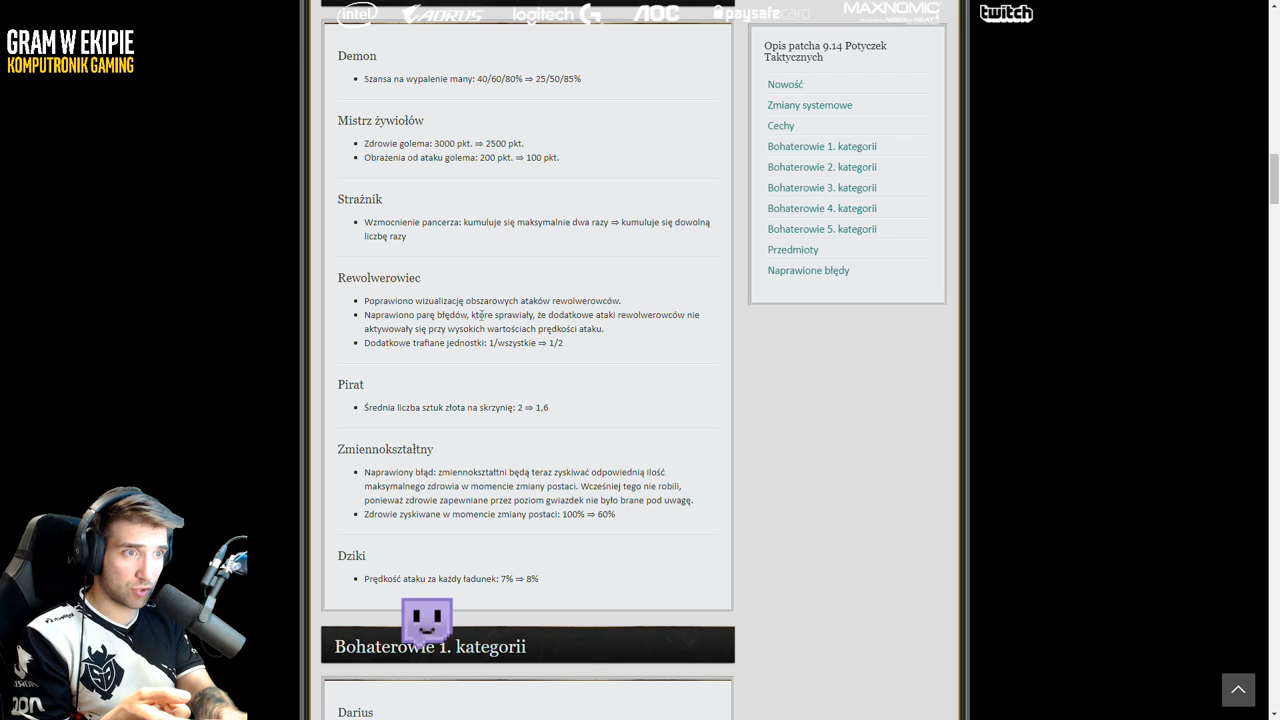 intel
AORUS
logitech G
AOC
paysafecard
MAXNOMIC
twitch
GRAM W EKIPIE
KOMPUTRONIK GAMING
Demon
Szansa na wypalenie many: 40/60/80% ⇒ 25/50/85%
Mistrz żywiołów
Zdrowie golema: 3000 pkt. ⇒ 2500 pkt.
Obrażenia od ataku golema: 200 pkt. ⇒ 100 pkt.
Strażnik
Wzmocnienie pancerza: kumuluje się maksymalnie dwa razy ⇒ kumuluje się dowolną
liczbę razy
Rewolwerowiec
Poprawiono wizualizację obszarowych ataków rewolwerowców.
Naprawiono parę błędów, które sprawiały, że dodatkowe ataki rewolwerowców nie
aktywowały się przy wysokich wartościach prędkości ataku.
Dodatkowe trafiane jednostki: 1/wszystkie ⇒ 1/2
Pirat
Średnia liczba sztuk złota na skrzynię: 2 ⇒ 1,6
Zmiennokształtny
Naprawiony błąd: zmiennokształtni będą teraz zyskiwać odpowiednią ilość
maksymalnego zdrowia w momencie zmiany postaci. Wcześniej tego nie robili,
ponieważ zdrowie zapewniane przez poziom gwiazdek nie było brane pod uwagę.
Zdrowie zyskiwane w momencie zmiany postaci: 100% ⇒ 60%
Dziki
Prędkość ataku za każdy ładunek: 7% ⇒ 8%
Bohaterowie 1. kategorii
Darius
Opis patcha 9.14 Potyczek
Taktycznych
Nowość
Zmiany systemowe
Cechy
Bohaterowie 1. kategorii
Bohaterowie 2. kategorii
Bohaterowie 3. kategorii
Bohaterowie 4. kategorii
Bohaterowie 5. kategorii
Przedmioty
Naprawione błędy